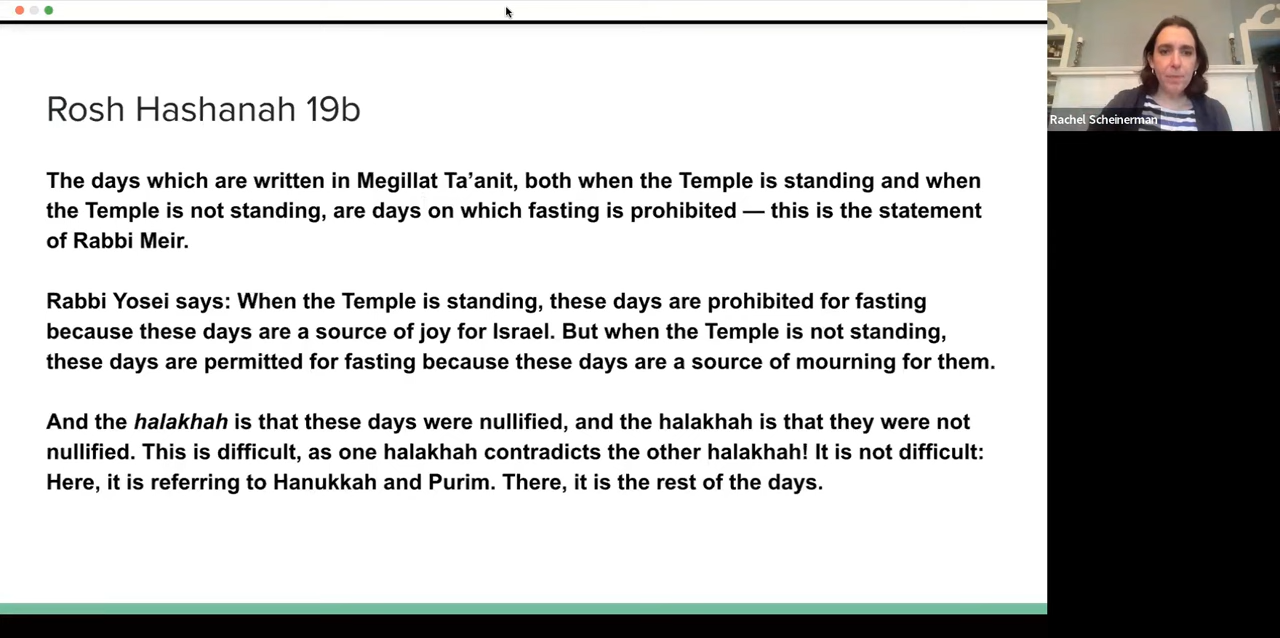 Rosh Hashanah 19b
The days which are written in Megillat Ta’anit, both when the Temple is standing and when
the Temple is not standing, are days on which fasting is prohibited — this is the statement
of Rabbi Meir.
Rabbi Yosei says: When the Temple is standing, these days are prohibited for fasting
because these days are a source of joy for Israel. But when the Temple is not standing,
these days are permitted for fasting because these days are a source of mourning for them.
And the halakhah is that these days were nullified, and the halakhah is that they were not
nullified. This is difficult, as one halakhah contradicts the other halakhah! It is not difficult:
Here, it is referring to Hanukkah and Purim. There, it is the rest of the days.
Rachel Scheinerman